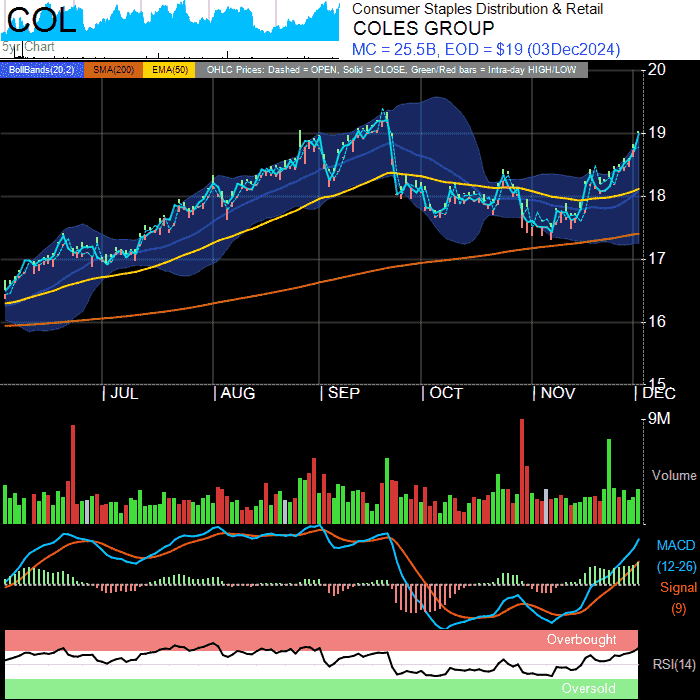 COL
5yr Chart
Consumer Staples Distribution & Retail
COLES GROUP
MC = 25.5B, EOD = $19 (03Dec2024)
BollBands(20,2) SMA(200) EMA(50) OHLC Prices: Dashed = OPEN, Solid = CLOSE, Green/Red bars = Intra-day HIGH/LOW
20
19
18
17
16
15
JUL AUG SEP OCT NOV DEC
9M
Volume
MACD
(12-26)
Signal
(9)
Overbought
RSI(14)
Oversold